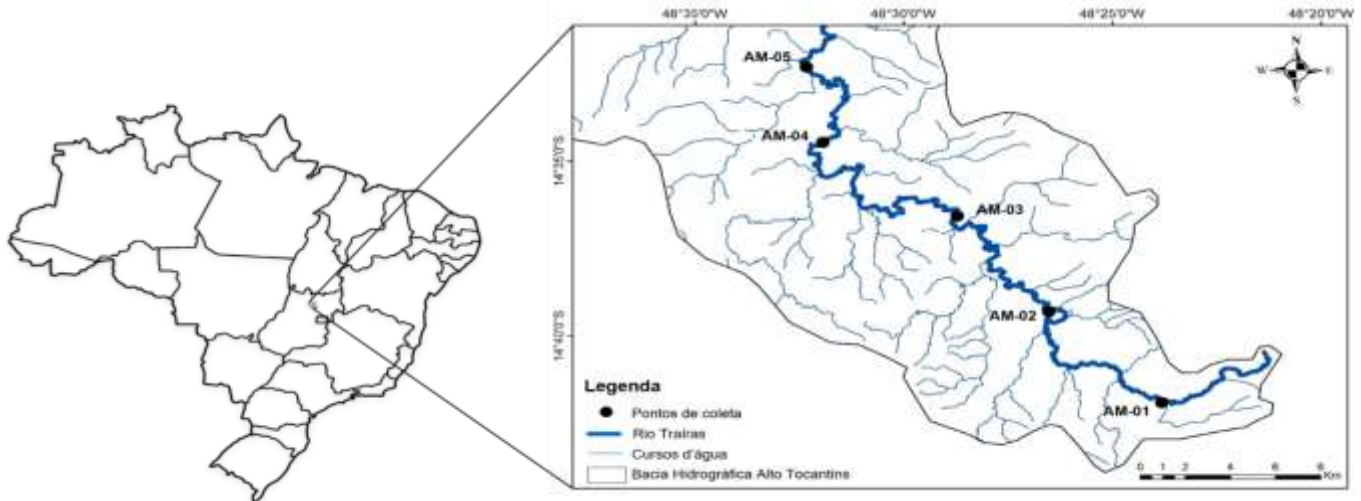 48°35'0"W 48°30'0"W 48°25'0"W 48°20'0"W
N
W E
S
AM-05
AM-04
14°35'0"S
AM-03
AM-02
14°40'0"S
AM-01
Legenda
Pontos de coleta
Rio Traíras
Cursos d'água
Bacia Hidrográfica Alto Tocantins
0 1 2 4 6 8
Km